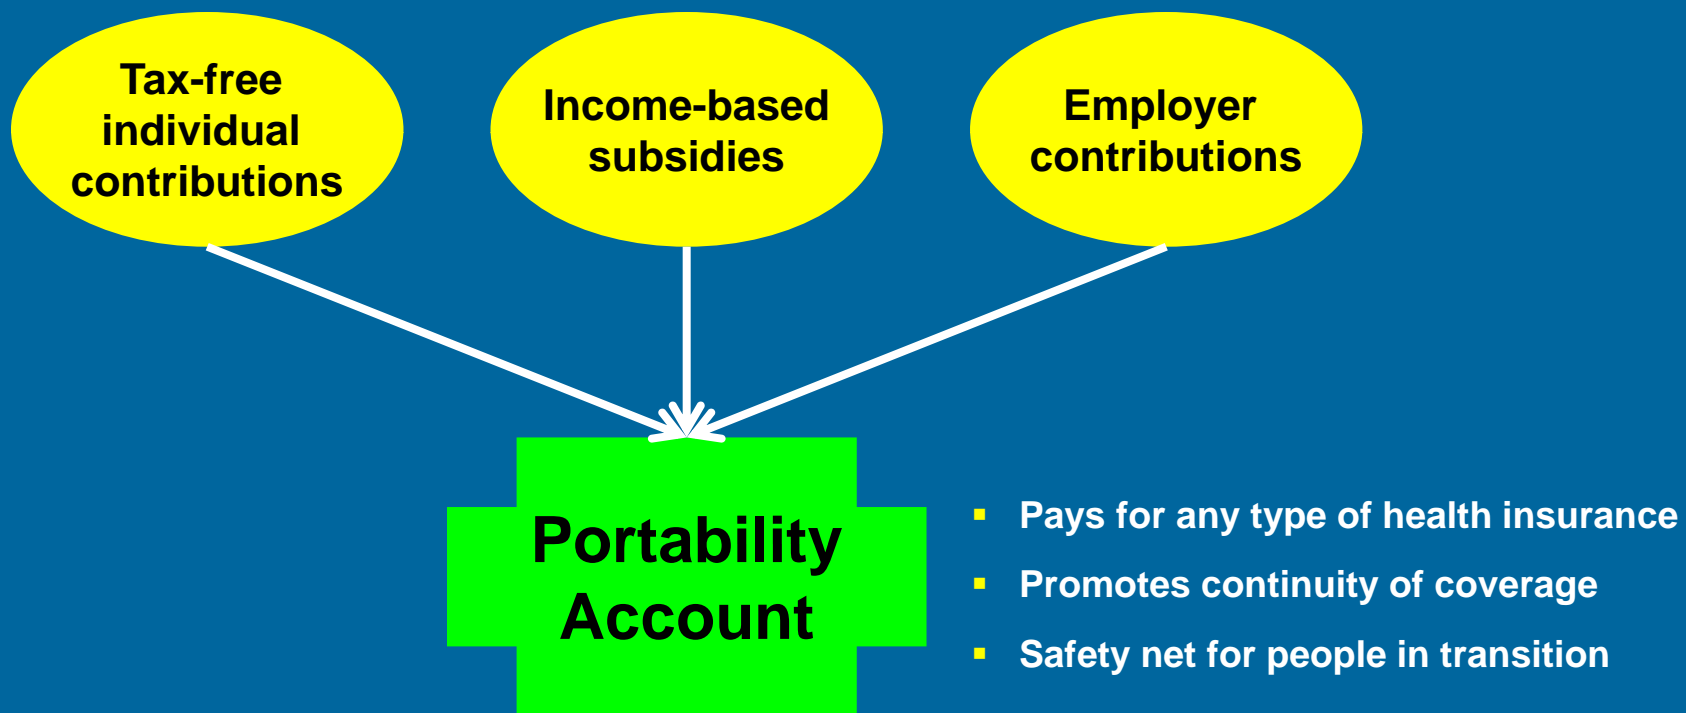 Tax-free
individual
contributions
Income-based
subsidies
Employer
contributions
Portability
Account
▪ Pays for any type of health insurance
▪ Promotes continuity of coverage
▪ Safety net for people in transition